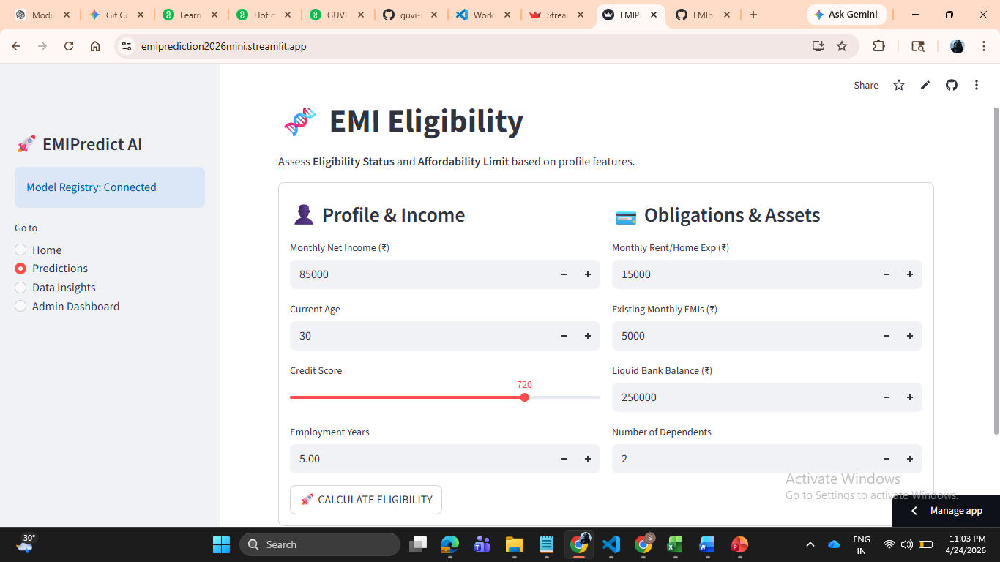 Modu
Git Co
Learn
Hot c
GUVI
guvi-
Work
Strea
EMIP
EMIp
Ask Gemini
emiprediction2026mini.streamlit.app
Share
EMIPredict AI
Model Registry: Connected
Go to
Home
Predictions
Data Insights
Admin Dashboard
EMI Eligibility
Assess Eligibility Status and Affordability Limit based on profile features.
Profile & Income
Monthly Net Income (₹)
85000
Current Age
30
Credit Score
720
Employment Years
5.00
Obligations & Assets
Monthly Rent/Home Exp (₹)
15000
Existing Monthly EMIs (₹)
5000
Liquid Bank Balance (₹)
250000
Number of Dependents
2
CALCULATE ELIGIBILITY
Activate Windows
Go to Settings to activate Windows.
Manage app
30°
Search
ENG
IN
11:03 PM
4/24/2026